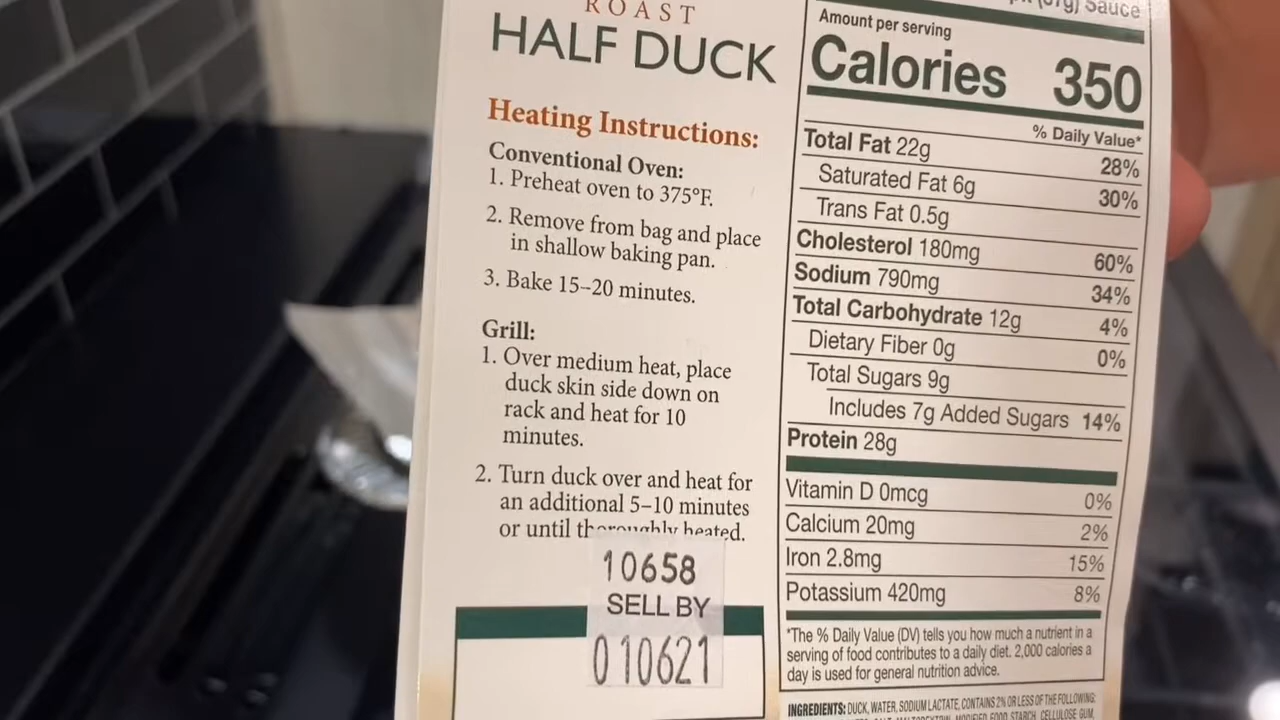 ROAST
HALF DUCK
Heating Instructions:
Conventional Oven:
1. Preheat oven to 375°F.
2. Remove from bag and place
in shallow baking pan.
3. Bake 15–20 minutes.
Grill:
1. Over medium heat, place
duck skin side down on
rack and heat for 10
minutes.
2. Turn duck over and heat for
an additional 5–10 minutes
or until thoroughly heated.
10658
SELL BY
010621
Sauce
Amount per serving
Calories 350
% Daily Value*
Total Fat 22g 28%
Saturated Fat 6g 30%
Trans Fat 0.5g
Cholesterol 180mg 60%
Sodium 790mg 34%
Total Carbohydrate 12g 4%
Dietary Fiber 0g 0%
Total Sugars 9g
Includes 7g Added Sugars 14%
Protein 28g
Vitamin D 0mcg 0%
Calcium 20mg 2%
Iron 2.8mg 15%
Potassium 420mg 8%
*The % Daily Value (DV) tells you how much a nutrient in a
serving of food contributes to a daily diet. 2,000 calories a
day is used for general nutrition advice.
INGREDIENTS: DUCK, WATER, SODIUM LACTATE, CONTAINS 2% OR LESS OF THE FOLLOWING:
MODIFIED FOOD STARCH, CELLULOSE GUM,